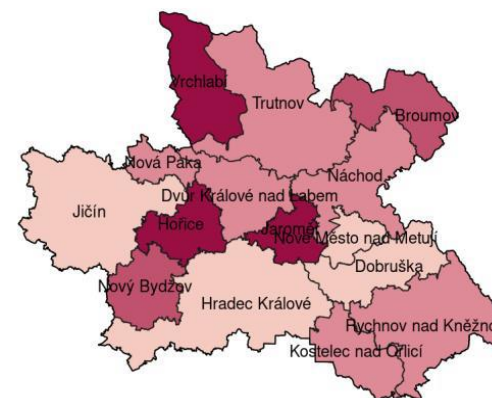 Vrchlabí
Trutnov
Broumov
Nová Paka
Náchod
Dvůr Králové nad Labem
Jičín
Hořice
Jaroměř
Nové Město nad Metují
Dobruška
Nový Bydžov
Hradec Králové
Rychnov nad Kněžno
Kostelec nad Orlicí